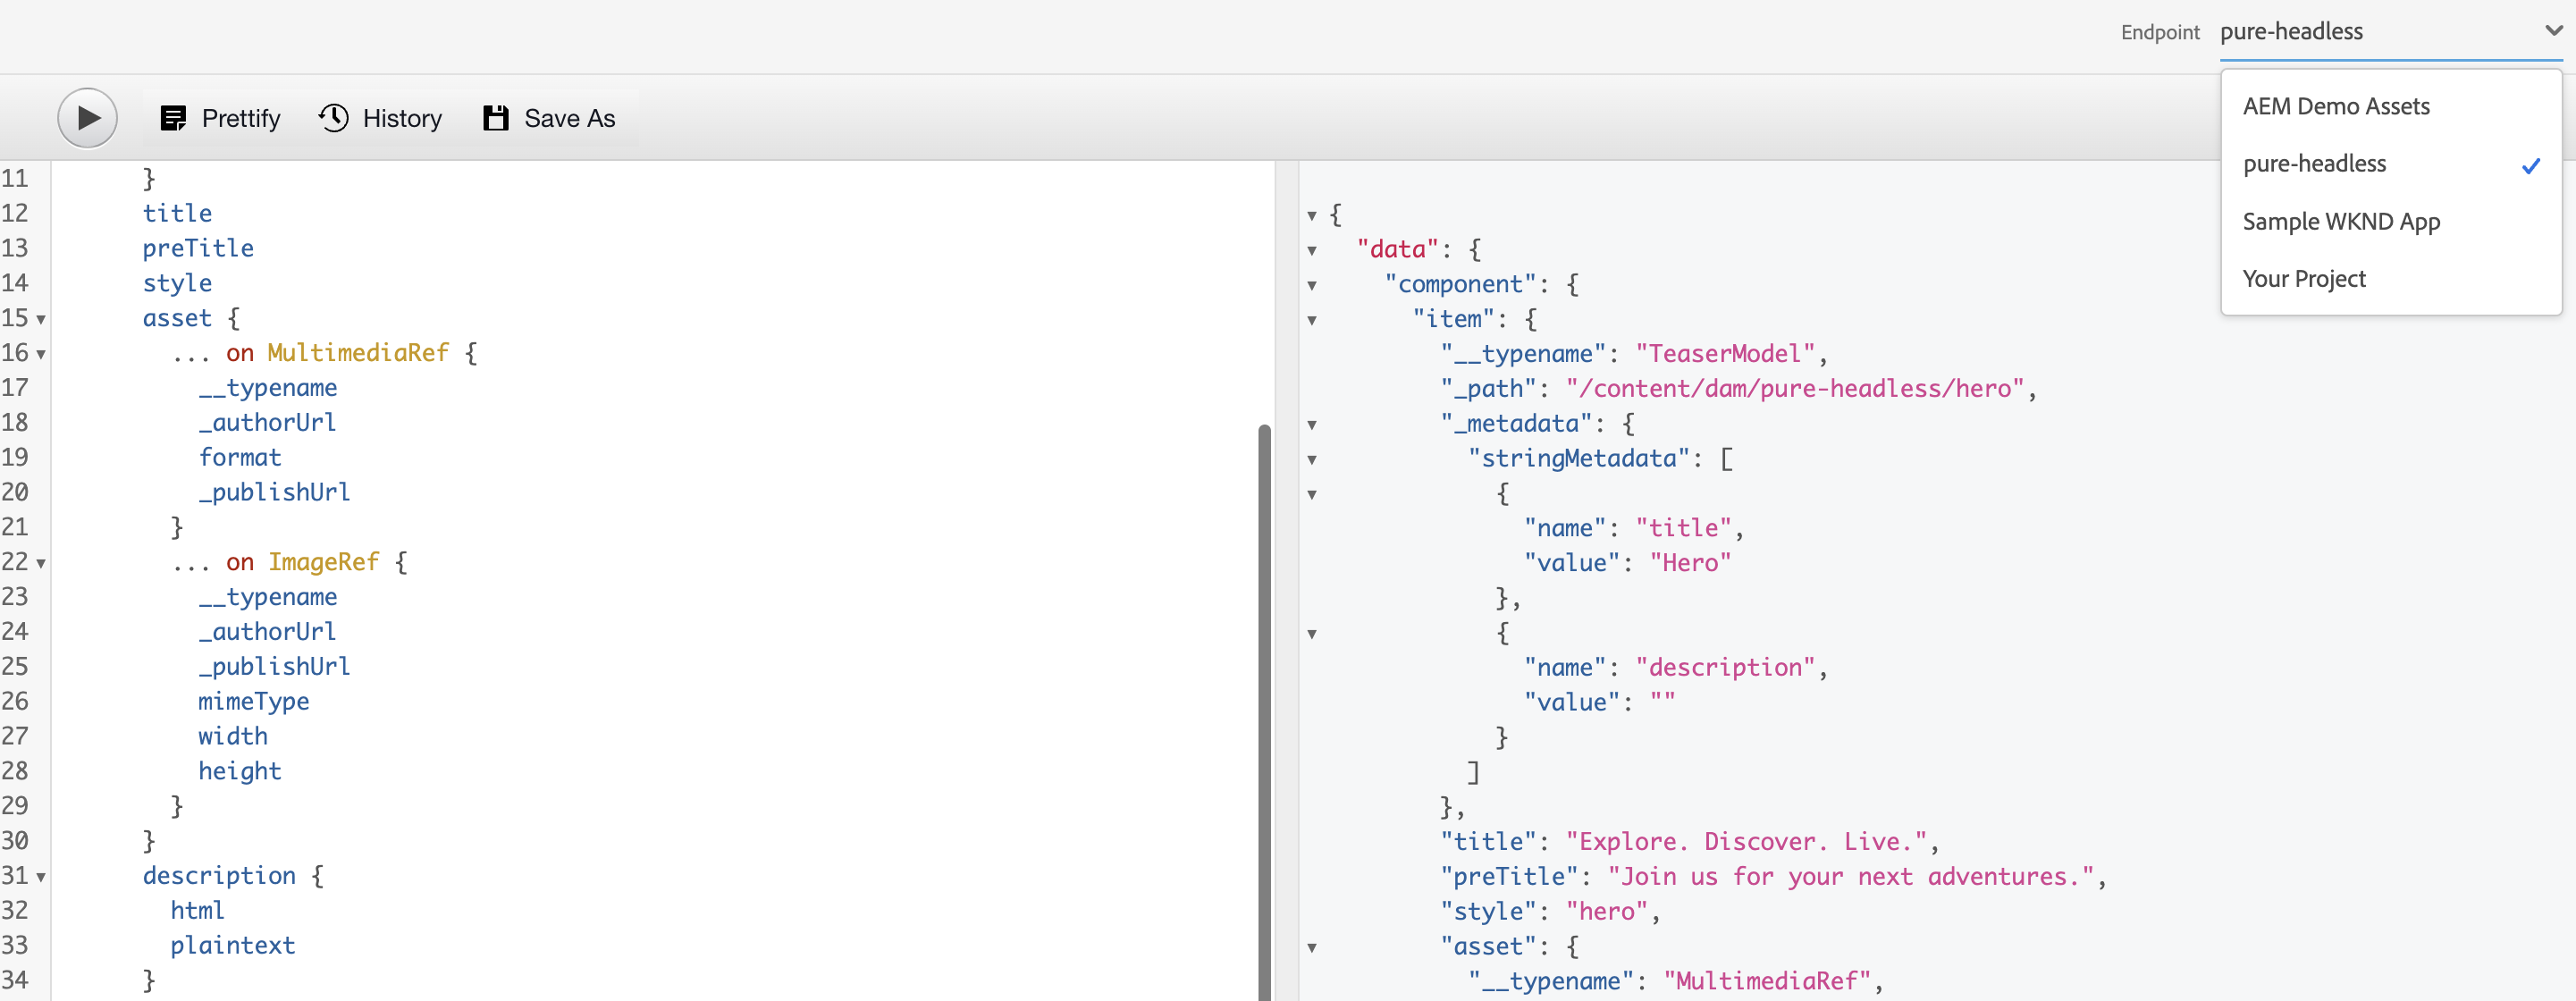 Endpoint pure-headless
AEM Demo Assets
pure-headless
Sample WKND App
Your Project
Prettify History Save As
11 }
12 title
13 preTitle
14 style
15 asset {
16 ... on MultimediaRef {
17 __typename
18 _authorUrl
19 format
20 _publishUrl
21 }
22 ... on ImageRef {
23 __typename
24 _authorUrl
25 _publishUrl
26 mimeType
27 width
28 height
29 }
30 }
31 description {
32 html
33 plaintext
34 }
{
"data": {
"component": {
"item": {
"__typename": "TeaserModel",
"_path": "/content/dam/pure-headless/hero",
"_metadata": {
"stringMetadata": [
{
"name": "title",
"value": "Hero"
},
{
"name": "description",
"value": ""
}
]
},
"title": "Explore. Discover. Live.",
"preTitle": "Join us for your next adventures.",
"style": "hero",
"asset": {
"__typename": "MultimediaRef",